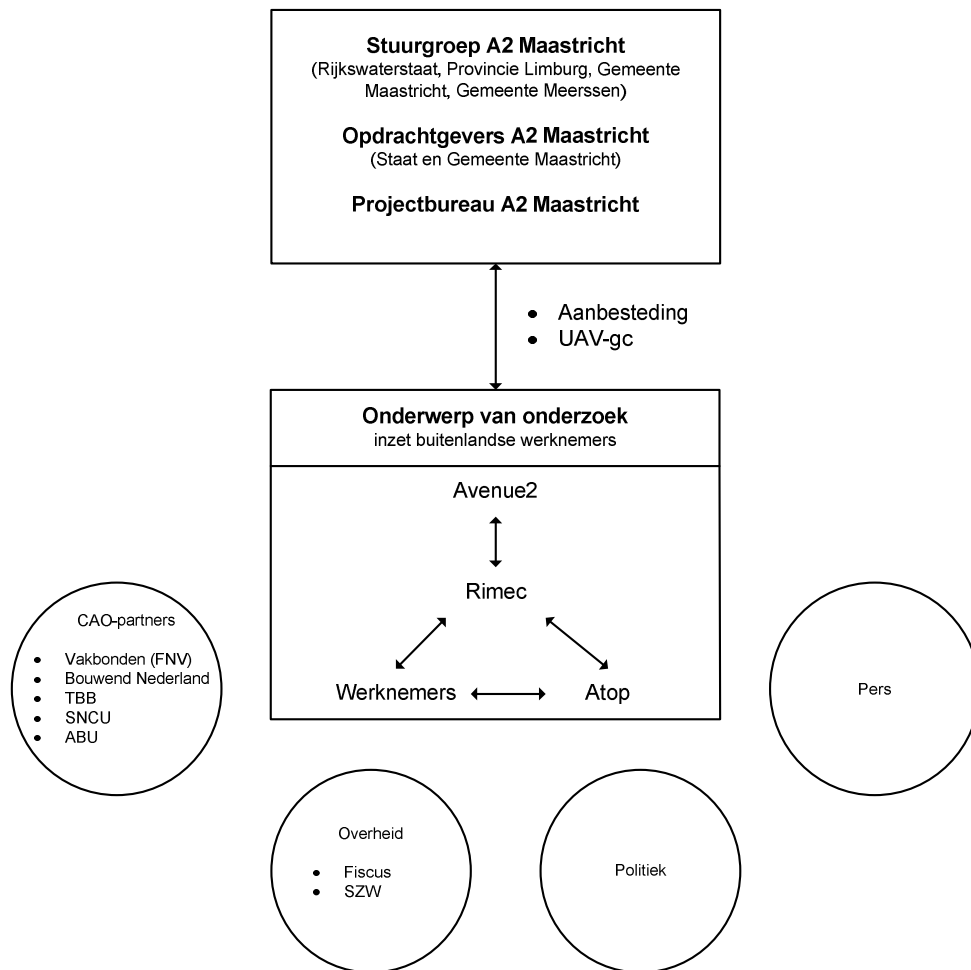 Stuurgroep A2 Maastricht
(Rijkswaterstaat, Provincie Limburg, Gemeente
Maastricht, Gemeente Meerssen)
Opdrachtgevers A2 Maastricht
(Staat en Gemeente Maastricht)
Projectbureau A2 Maastricht
• Aanbesteding
• UAV-gc
Onderwerp van onderzoek
inzet buitenlandse werknemers
Avenue2
Rimec
Werknemers
Atop
CAO-partners
• Vakbonden (FNV)
• Bouwend Nederland
• TBB
• SNCU
• ABU
Pers
Overheid
• Fiscus
• SZW
Politiek